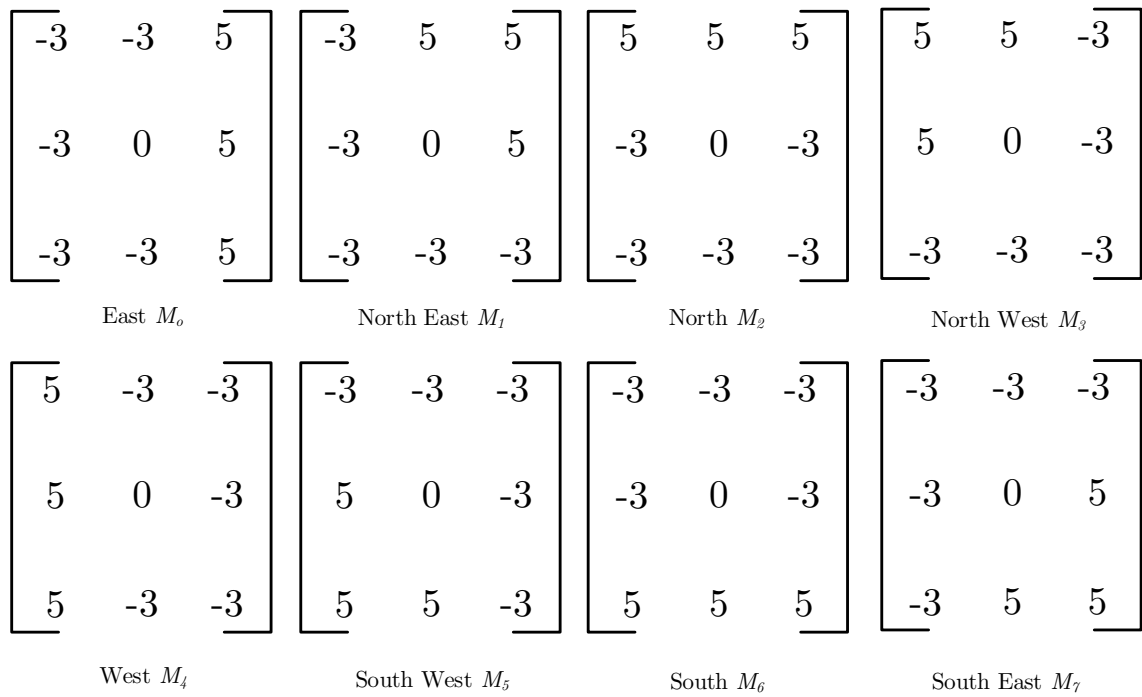 -3 -3 5 -3 5 5 5 5 5 5 5 -3
-3 0 5 -3 0 5 -3 0 -3 5 0 -3
-3 -3 5 -3 -3 -3 -3 -3 -3 -3 -3 -3
East Mo North East M1 North M2 North West M3
5 -3 -3 -3 -3 -3 -3 -3 -3 -3 -3 -3
5 0 -3 5 0 -3 -3 0 -3 -3 0 5
5 -3 -3 5 5 -3 5 5 5 -3 5 5
West M4 South West M5 South M6 South East M7